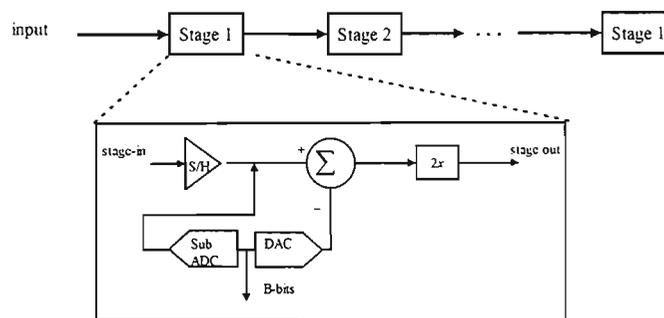 input
Stage 1
Stage 2
...
Stage 1
stage-in
S/H
+
Σ
−
2x
stage out
Sub
ADC
DAC
B-bits